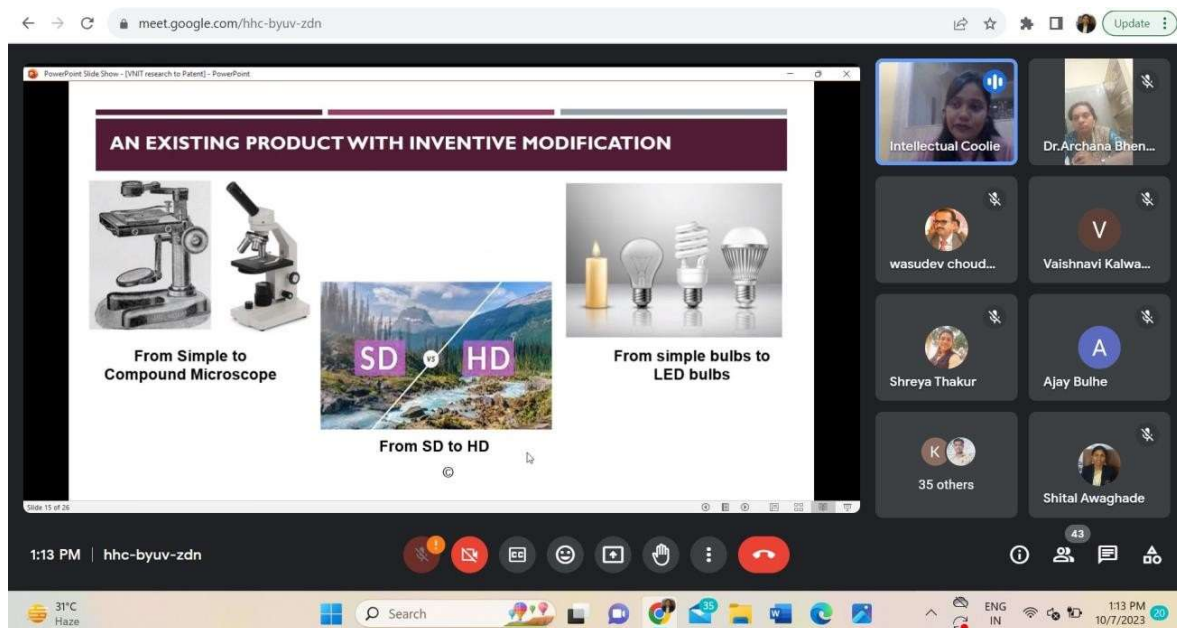 meet.google.com/hhc-byuv-zdn
Update
PowerPoint Slide Show - [VNIT research to Patent] - PowerPoint
AN EXISTING PRODUCT WITH INVENTIVE MODIFICATION
From Simple to
Compound Microscope
SD VS HD
From SD to HD
©
From simple bulbs to
LED bulbs
Slide 15 of 26
Intellectual Coolie
Dr.Archana Bhen...
wasudev choud...
V
Vaishnavi Kalwa...
Shreya Thakur
A
Ajay Bulhe
K
35 others
Shital Awaghade
1:13 PM | hhc-byuv-zdn
43
31°C
Haze
Search
35
ENG
IN
1:13 PM
10/7/2023
20